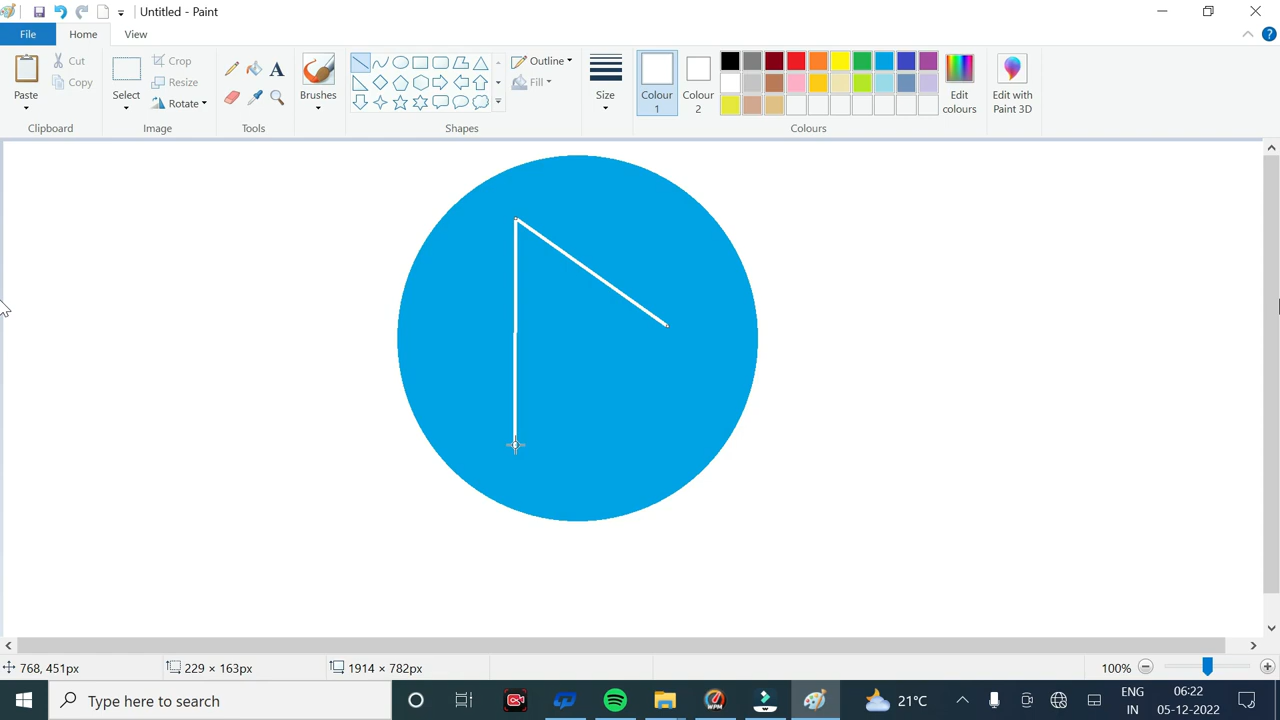 Untitled - Paint
File
Home
View
Paste
Cut
Copy
Clipboard
Select
Crop
Resize
Rotate
Image
A
Tools
Brushes
Outline
Fill
Shapes
Size
Colour
1
Colour
2
Edit
colours
Colours
Edit with
Paint 3D
?
768, 451px
229 × 163px
1914 × 782px
100%
Type here to search
WPM
21°C
ENG
IN
06:22
05-12-2022